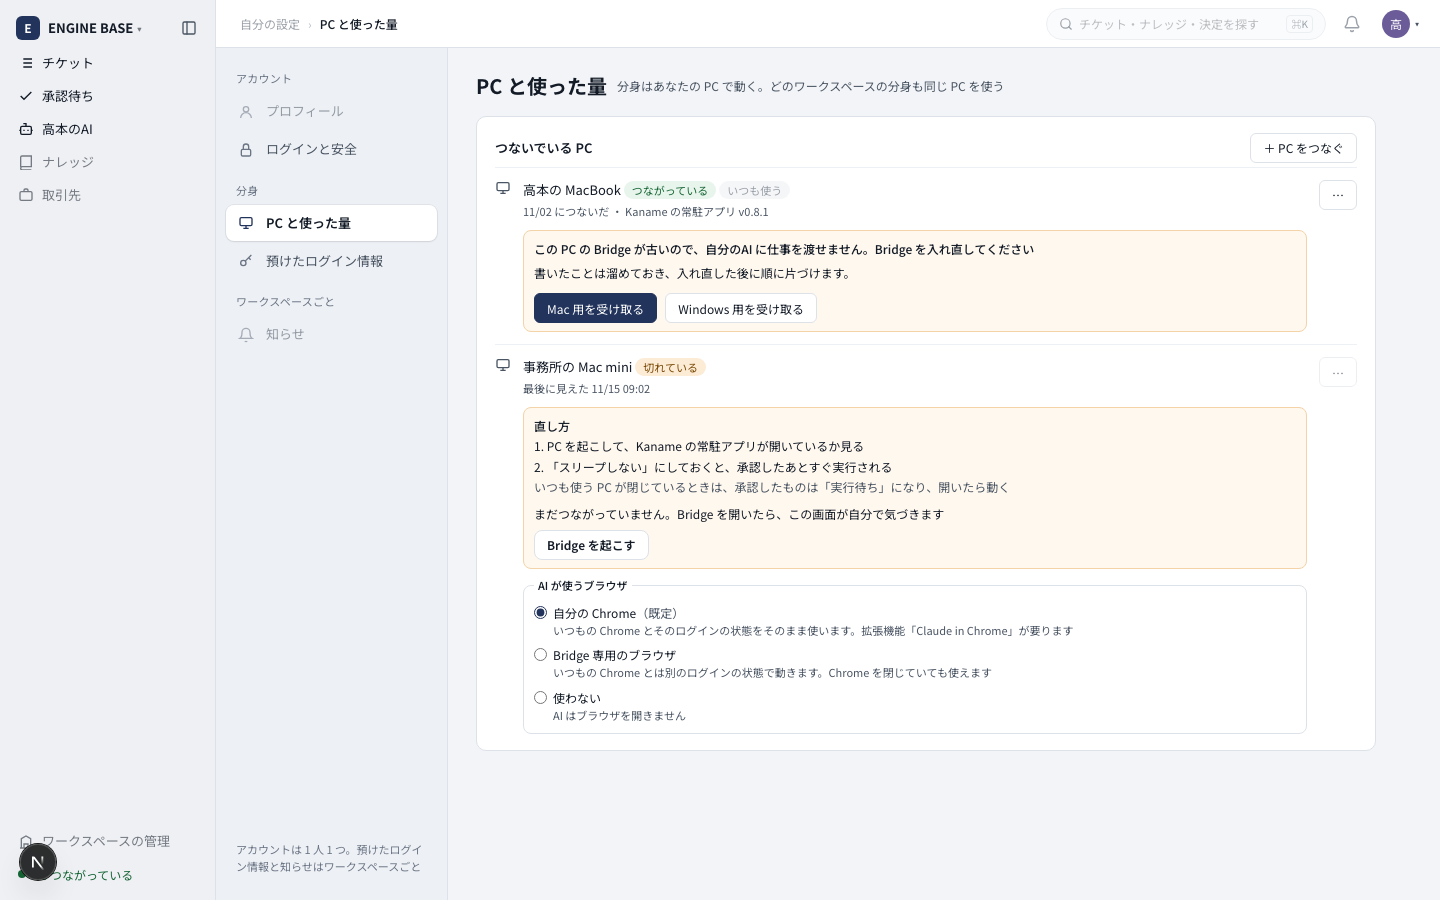 E ENGINE BASE
チケット
承認待ち
高本のAI
ナレッジ
取引先
ワークスペースの管理
つながっている
N
自分の設定 › PC と使った量
チケット・ナレッジ・決定を探す ⌘K
高
アカウント
プロフィール
ログインと安全
分身
PC と使った量
預けたログイン情報
ワークスペースごと
知らせ
アカウントは 1 人 1 つ。預けたログイ
ン情報と知らせはワークスペースごと
PC と使った量 分身はあなたの PC で動く。どのワークスペースの分身も同じ PC を使う
つないでいる PC
＋ PC をつなぐ
高本の MacBook つながっている いつも使う
…
11/02 につないだ ・ Kaname の常駐アプリ v0.8.1
この PC の Bridge が古いので、自分のAI に仕事を渡せません。Bridge を入れ直してください
書いたことは溜めておき、入れ直した後に順に片づけます。
Mac 用を受け取る Windows 用を受け取る
事務所の Mac mini 切れている
…
最後に見えた 11/15 09:02
直し方
1. PC を起こして、Kaname の常駐アプリが開いているか見る
2. 「スリープしない」にしておくと、承認したあとすぐ実行される
いつも使う PC が閉じているときは、承認したものは「実行待ち」になり、開いたら動く
まだつながっていません。Bridge を開いたら、この画面が自分で気づきます
Bridge を起こす
AI が使うブラウザ
自分の Chrome（既定）
いつもの Chrome とそのログインの状態をそのまま使います。拡張機能「Claude in Chrome」が要ります
Bridge 専用のブラウザ
いつもの Chrome とは別のログインの状態で動きます。Chrome を閉じていても使えます
使わない
AI はブラウザを開きません